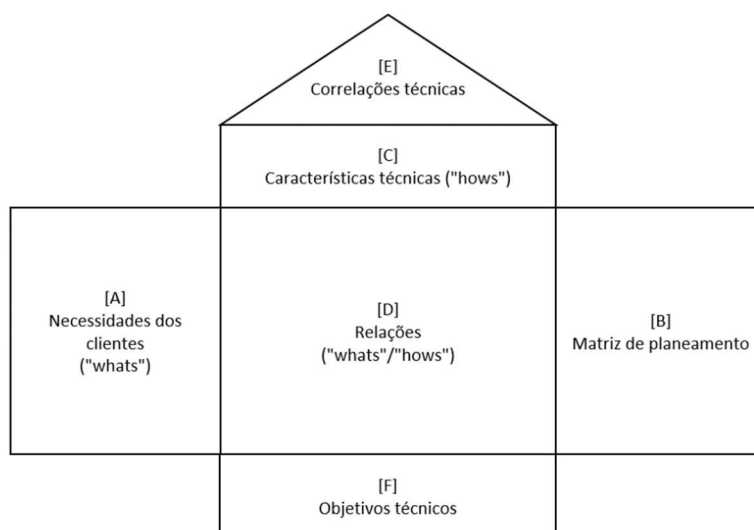 [E]
Correlações técnicas
[C]
Características técnicas ("hows")
[A]
Necessidades dos
clientes
("whats")
[D]
Relações
("whats"/"hows")
[B]
Matriz de planeamento
[F]
Objetivos técnicos